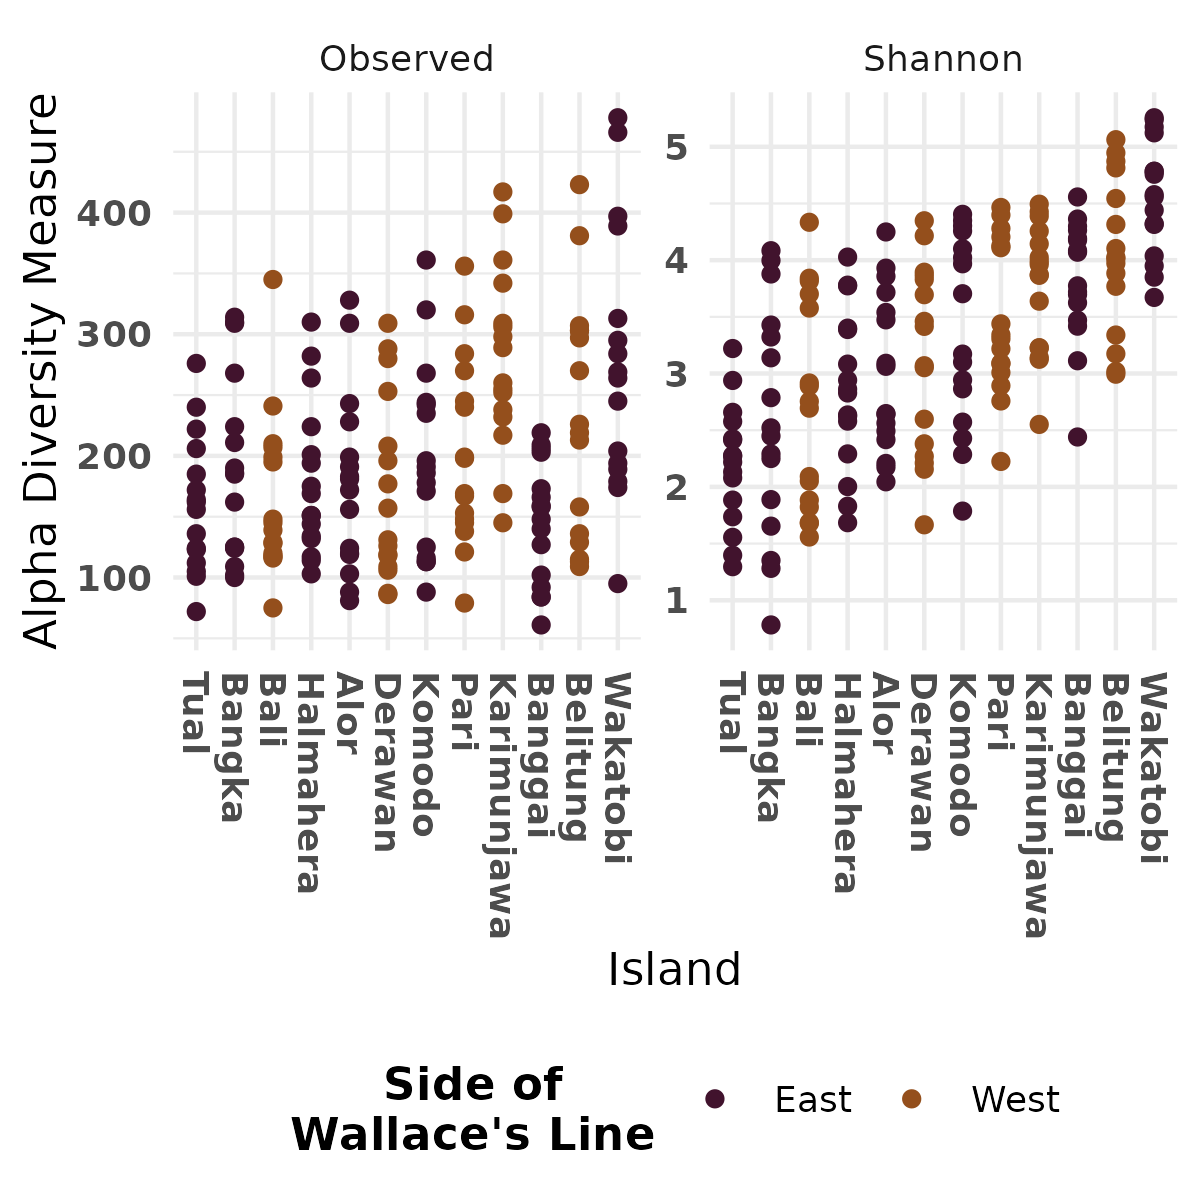 Observed
Shannon
Alpha Diversity Measure
400
300
200
100
5
4
3
2
1
Tual
Bangka
Bali
Halmahera
Alor
Derawan
Komodo
Pari
Karimunjawa
Banggai
Belitung
Wakatobi
Tual
Bangka
Bali
Halmahera
Alor
Derawan
Komodo
Pari
Karimunjawa
Banggai
Belitung
Wakatobi
Island
Side of
Wallace's Line
East
West